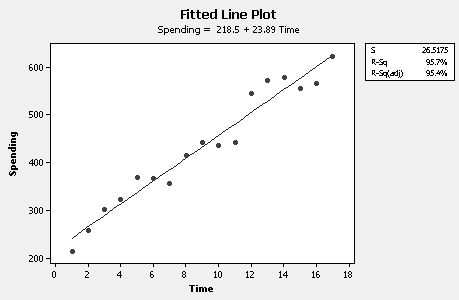 Fitted Line Plot
Spending = 218.5 + 23.89 Time
S 26.5175
R-Sq 95.7%
R-Sq(adj) 95.4%
600
500
400
300
200
Spending
0 2 4 6 8 10 12 14 16 18
Time